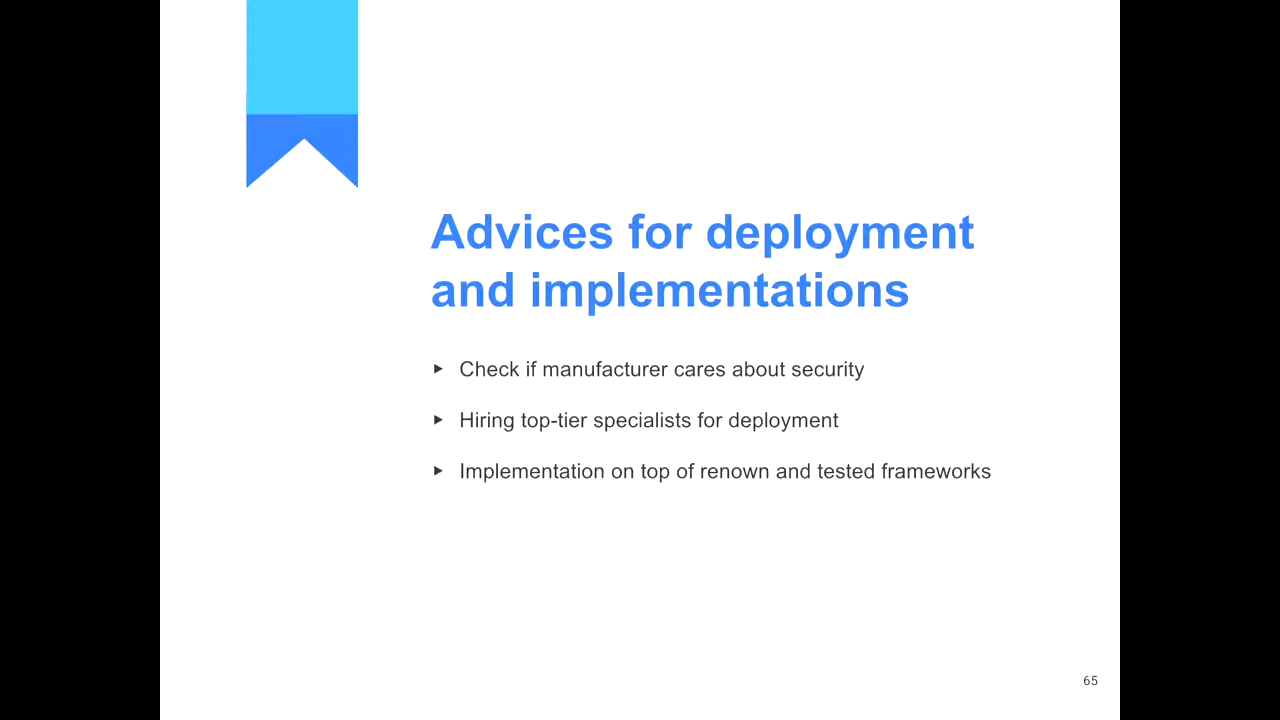 Advices for deployment
and implementations
▸ Check if manufacturer cares about security
▸ Hiring top-tier specialists for deployment
▸ Implementation on top of renown and tested frameworks
65